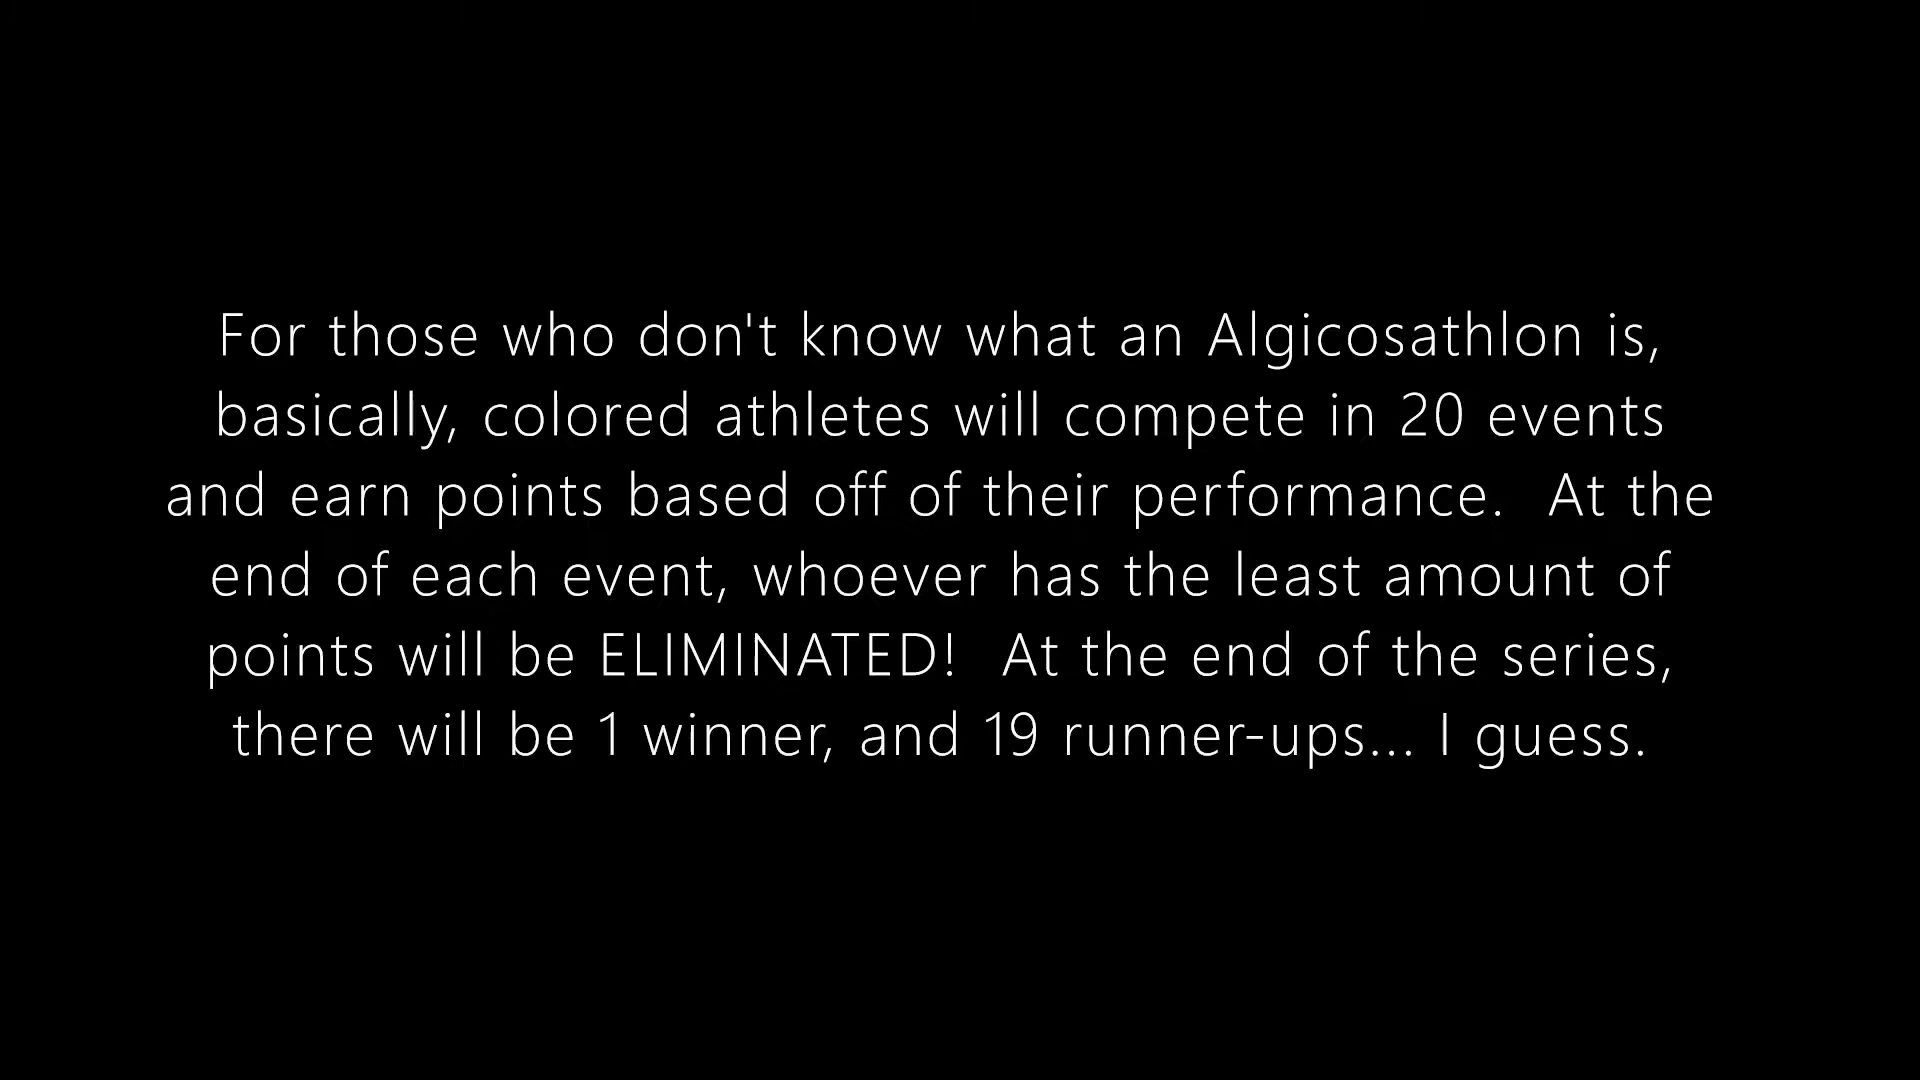 For those who don't know what an Algicosathlon is,
basically, colored athletes will compete in 20 events
and earn points based off of their performance.  At the
end of each event, whoever has the least amount of
points will be ELIMINATED!  At the end of the series,
there will be 1 winner, and 19 runner-ups... I guess.